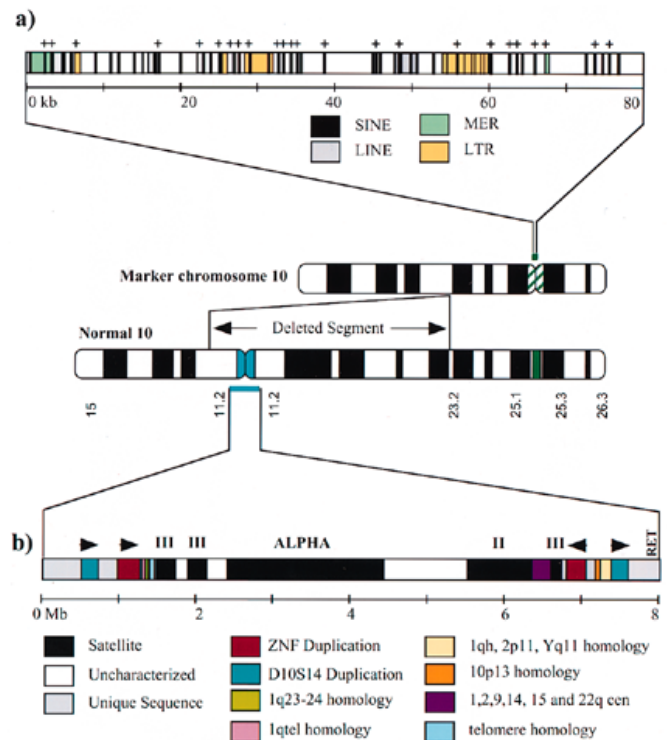 a)
+ + + + + + + + + + + + + + + + + + + + + + + + +
0 kb 20 40 60 80
SINE MER
LINE LTR
Marker chromosome 10
Deleted Segment
Normal 10
15 11.2 11.2 23.2 25.1 25.3 26.3
b) III III ALPHA II III RET
0 Mb 2 4 6 8
Satellite ZNF Duplication 1qh, 2p11, Yq11 homology
Uncharacterized D10S14 Duplication 10p13 homology
Unique Sequence 1q23-24 homology 1,2,9,14, 15 and 22q cen
1qtel homology telomere homology